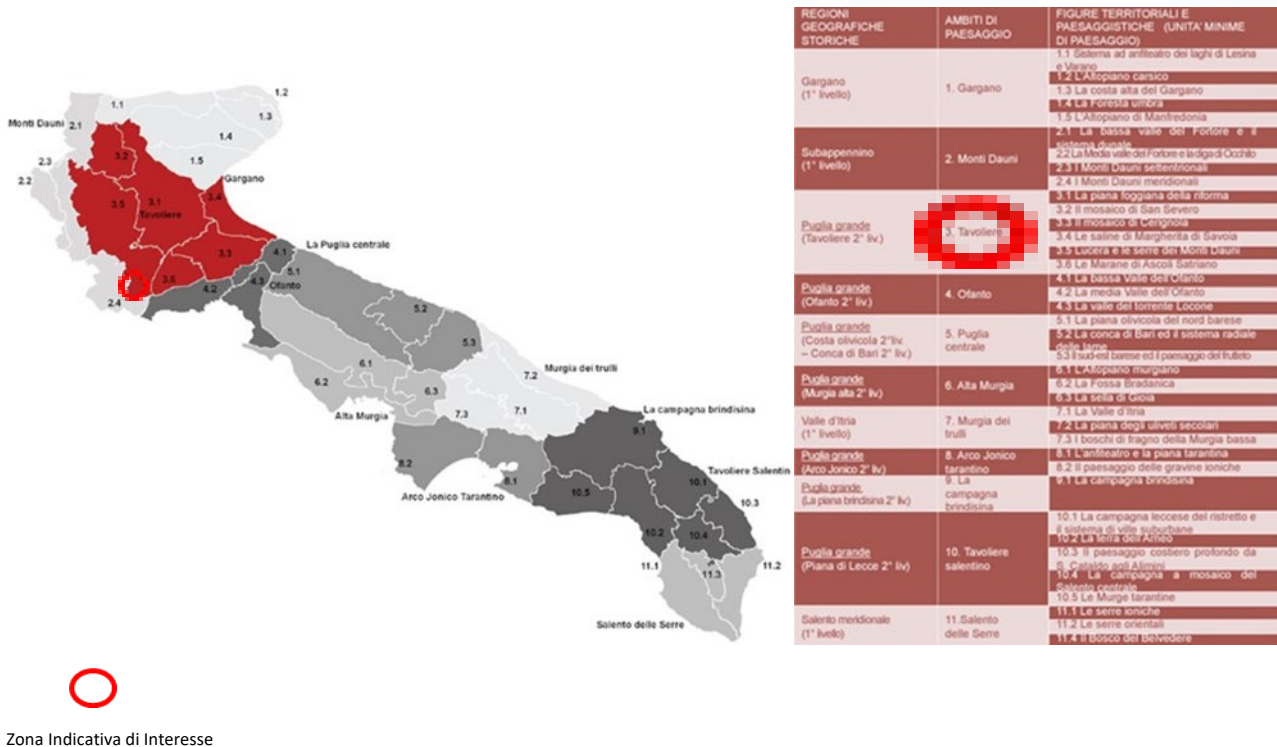 1.2
1.1
1.3
Monti Dauni
2.1
1.4
2.3
3.2
1.5
2.2
Gargano
3.5
3.1
3.4
Tavoliere
La Puglia centrale
3.3
4.1
5.1
3.6
4.3
Ofanto
2.4
4.2
5.2
5.3
6.1
Murgia dei trulli
7.2
6.2
6.3
La campagna brindisina
Alta Murgia
7.3
7.1
9.1
8.2
Tavoliere Salentin
8.1
10.1
Arco Jonico Tarantino
10.5
10.3
10.2
10.4
11.1
11.3
11.2
Salento delle Serre
REGIONI
GEOGRAFICHE
STORICHE
AMBITI DI
PAESAGGIO
FIGURE TERRITORIALI E
PAESAGGISTICHE (UNITA' MINIME
DI PAESAGGIO)
Gargano
(1° livello)
1. Gargano
1.1 Sistema ad anfiteatro dei laghi di Lesina
e Varano
1.2 L'Altopiano carsico
1.3 La costa alta del Gargano
1.4 La Foresta umbra
1.5 L'Altopiano di Manfredonia
Subappennino
(1° livello)
2. Monti Dauni
2.1 La bassa valle del Fortore e il
sistema dunale
2.2 La Media valle del Fortore e la diga di Occhito
2.3 I Monti Dauni settentrionali
2.4 I Monti Dauni meridionali
Puglia grande
(Tavoliere 2° liv.)
3. Tavoliere
3.1 La piana foggiana della riforma
3.2 Il mosaico di San Severo
3.3 Il mosaico di Cerignola
3.4 Le saline di Margherita di Savoia
3.5 Lucera e le serre dei Monti Dauni
3.6 Le Marane di Ascoli Satriano
Puglia grande
(Ofanto 2° liv.)
4. Ofanto
4.1 La bassa Valle dell'Ofanto
4.2 La media Valle dell'Ofanto
4.3 La valle del torrente Locone
Puglia grande
(Costa olivicola 2°liv.
– Conca di Bari 2° liv.)
5. Puglia
centrale
5.1 La piana olivicola del nord barese
5.2 La conca di Bari ed il sistema radiale
delle lame
5.3 Il sud-est barese ed il paesaggio del frutteto
Puglia grande
(Murgia alta 2° liv.)
6. Alta Murgia
6.1 L'Altopiano murgiano
6.2 La Fossa Bradanica
6.3 La sella di Gioia
Valle d'Itria
(1° livello)
7. Murgia dei
trulli
7.1 La Valle d'Itria
7.2 La piana degli uliveti secolari
7.3 I boschi di fragno della Murgia bassa
Puglia grande
(Arco Jonico 2° liv.)
8. Arco Jonico
tarantino
8.1 L'anfiteatro e la piana tarantina
8.2 Il paesaggio delle gravine ioniche
Puglia grande
(La piana brindisina 2° liv.)
9. La
campagna
brindisina
9.1 La campagna brindisina
Puglia grande
(Piana di Lecce 2° liv)
10. Tavoliere
salentino
10.1 La campagna leccese del ristretto e
il sistema di ville suburbane
10.2 La terra dell'Arneo
10.3 Il paesaggio costiero profondo da
S. Cataldo agli Alimini
10.4 La campagna a mosaico del
Salento centrale
10.5 Le Murge tarantine
Salento meridionale
(1° livello)
11.Salento
delle Serre
11.1 Le serre ioniche
11.2 Le serre orientali
11.4 Il Bosco del Belvedere
Zona Indicativa di Interesse